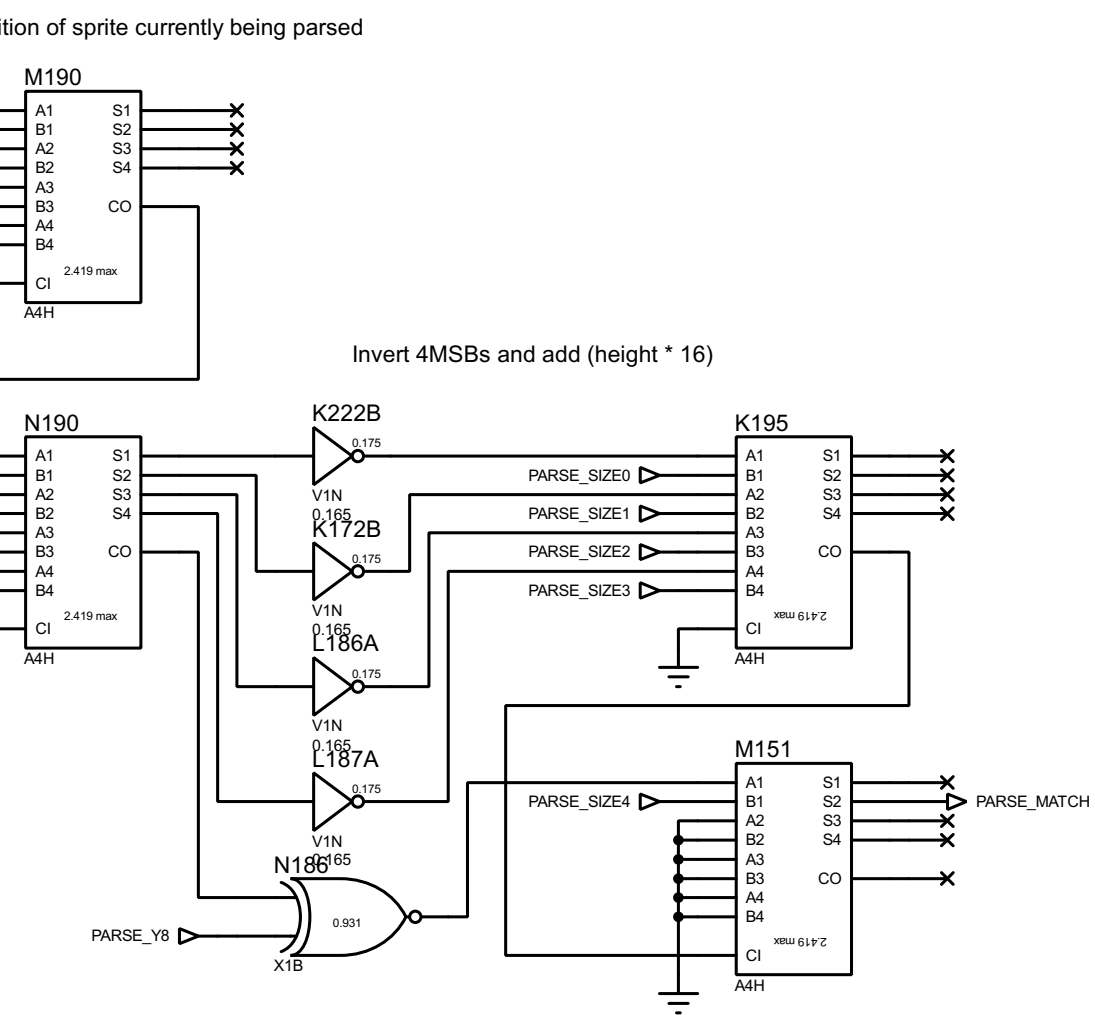 ition of sprite currently being parsed
M190
A1 S1
B1 S2
A2 S3
B2 S4
A3
B3 CO
A4
B4
2.419 max
CI
A4H
Invert 4MSBs and add (height * 16)
N190
A1 S1
B1 S2
A2 S3
B2 S4
A3
B3 CO
A4
B4
2.419 max
CI
A4H
K222B
0.175
V1N
0.165
K172B
0.175
V1N
0.165
L186A
0.175
V1N
0.165
L187A
0.175
V1N
0.165
N186
0.931
X1B
PARSE_Y8
PARSE_SIZE0
PARSE_SIZE1
PARSE_SIZE2
PARSE_SIZE3
K195
A1 S1
B1 S2
A2 S3
B2 S4
A3
B3 CO
A4
B4
2.419 max
CI
A4H
PARSE_SIZE4
M151
A1 S1
B1 S2
A2 S3
B2 S4
A3
B3 CO
A4
B4
2.419 max
CI
A4H
PARSE_MATCH